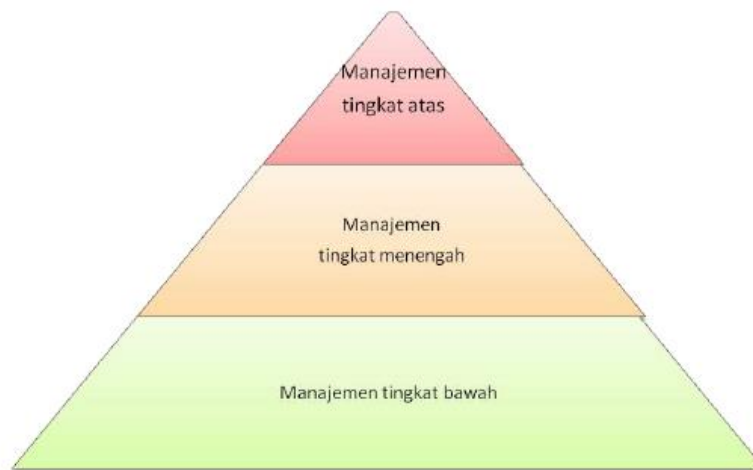 Manajemen
tingkat atas
Manajemen
tingkat menengah
Manajemen tingkat bawah